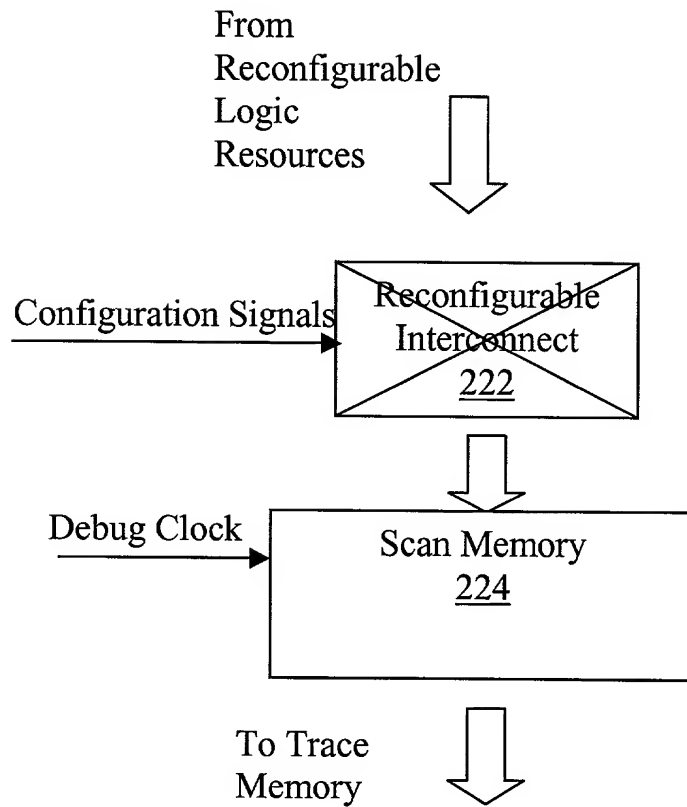 From
Reconfigurable
Logic
Resources
Configuration Signals
Reconfigurable
Interconnect
222
Debug Clock
Scan Memory
224
To Trace
Memory